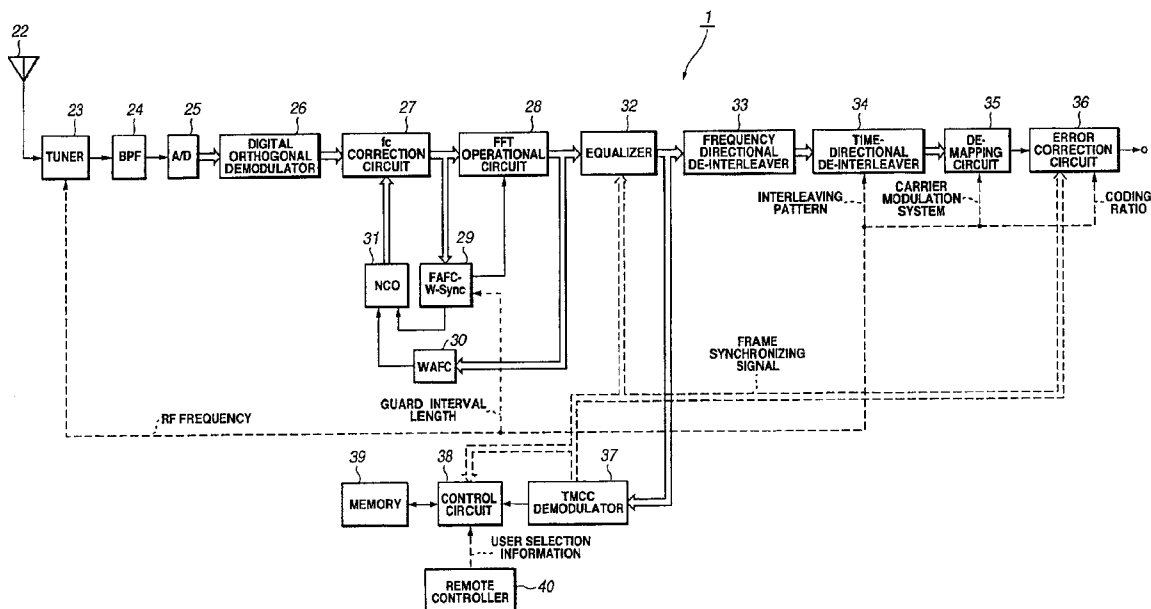 1
22
23
24
25
26
27
28
32
33
34
35
36
TUNER
BPF
A/D
DIGITAL
ORTHOGONAL
DEMODULATOR
fc
CORRECTION
CIRCUIT
FFT
OPERATIONAL
CIRCUIT
EQUALIZER
FREQUENCY
DIRECTIONAL
DE-INTERLEAVER
TIME-
DIRECTIONAL
DE-INTERLEAVER
DE-
MAPPING
CIRCUIT
ERROR
CORRECTION
CIRCUIT
INTERLEAVING
PATTERN
CARRIER
MODULATION
SYSTEM
CODING
RATIO
31
29
NCO
FAFC-
W-Sync
30
WAFC
FRAME
SYNCHRONIZING
SIGNAL
GUARD INTERVAL
LENGTH
RF FREQUENCY
39
38
37
MEMORY
CONTROL
CIRCUIT
TMCC
DEMODULATOR
USER SELECTION
INFORMATION
REMOTE
CONTROLLER
40